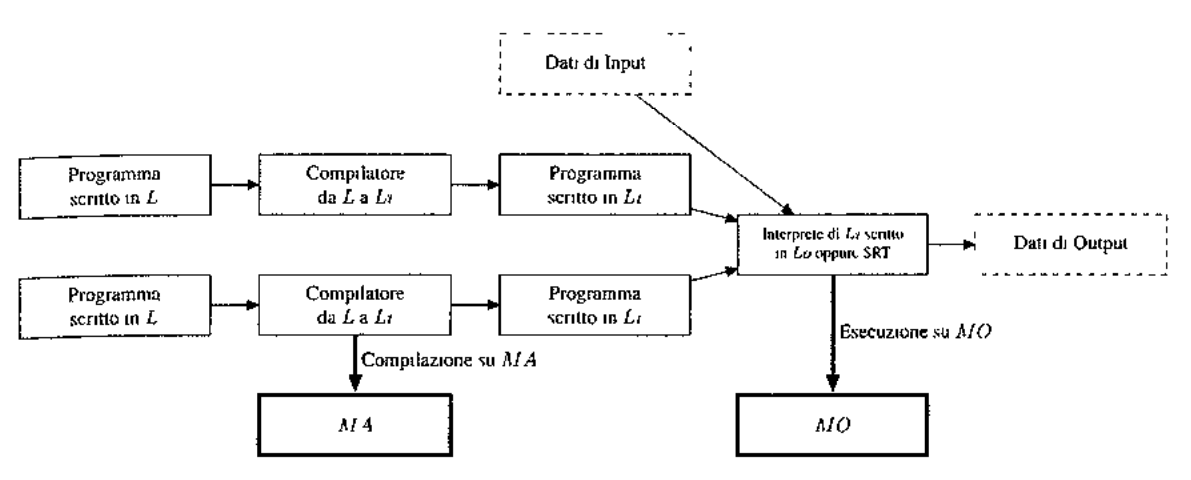 Dati di Input
Programma
scritto in L
Compilatore
da L a Li
Programma
scritto in Li
Interprete di Li scritto
in Lo oppure SRT
Dati di Output
Programma
scritto in L
Compilatore
da L a Li
Programma
scritto in Li
Compilazione su MA
Esecuzione su MO
MA
MO